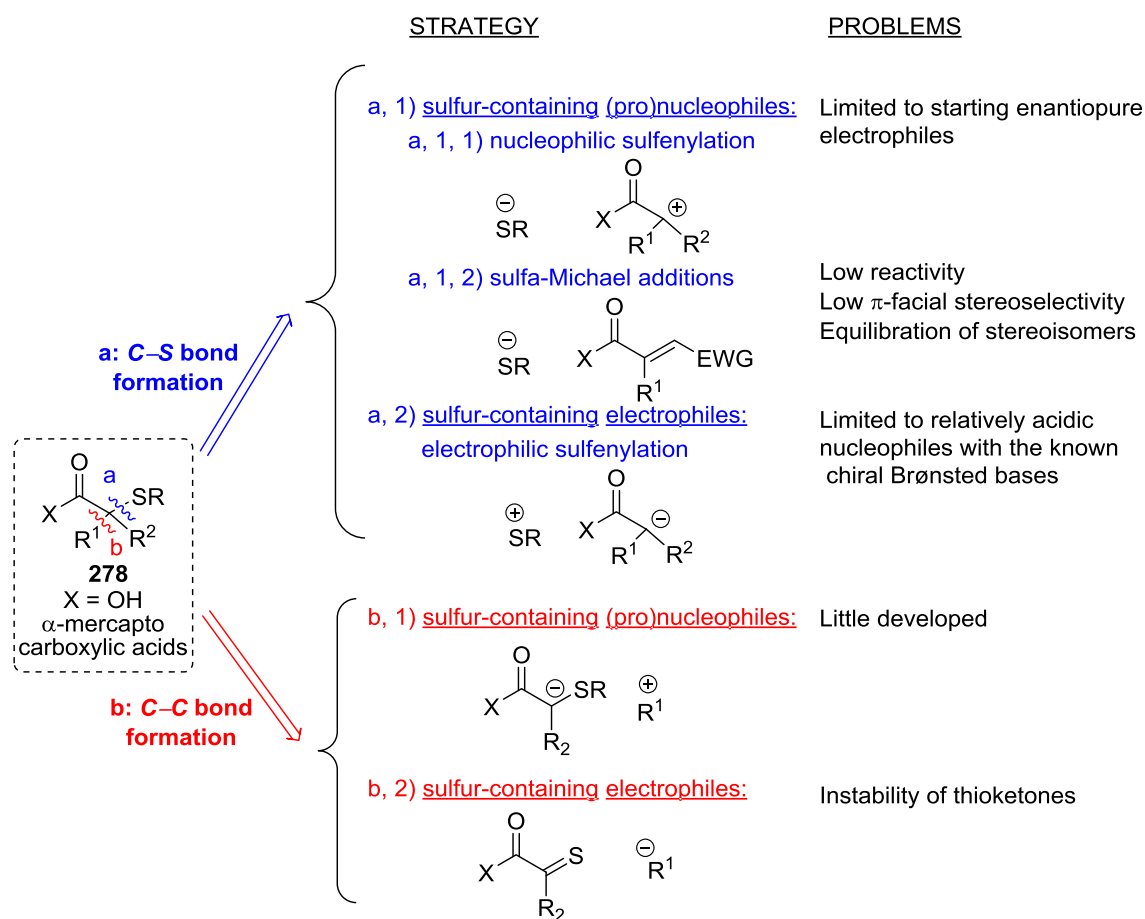 STRATEGY
PROBLEMS
a, 1) sulfur-containing (pro)nucleophiles:
Limited to starting enantiopure
electrophiles
a, 1, 1) nucleophilic sulfenylation
⊖
SR
O
X
⊕
R1
R2
a, 1, 2) sulfa-Michael additions
Low reactivity
Low π-facial stereoselectivity
Equilibration of stereoisomers
⊖
SR
O
X
EWG
R1
a: C–S bond
formation
a, 2) sulfur-containing electrophiles:
electrophilic sulfenylation
Limited to relatively acidic
nucleophiles with the known
chiral Brønsted bases
⊕
SR
O
X
⊖
R1
R2
O
a
SR
X
R1
b
R2
278
X = OH
α-mercapto
carboxylic acids
b: C–C bond
formation
b, 1) sulfur-containing (pro)nucleophiles:
Little developed
O
X
⊖
SR
R2
⊕
R1
b, 2) sulfur-containing electrophiles:
Instability of thioketones
O
X
S
R2
⊖
R1